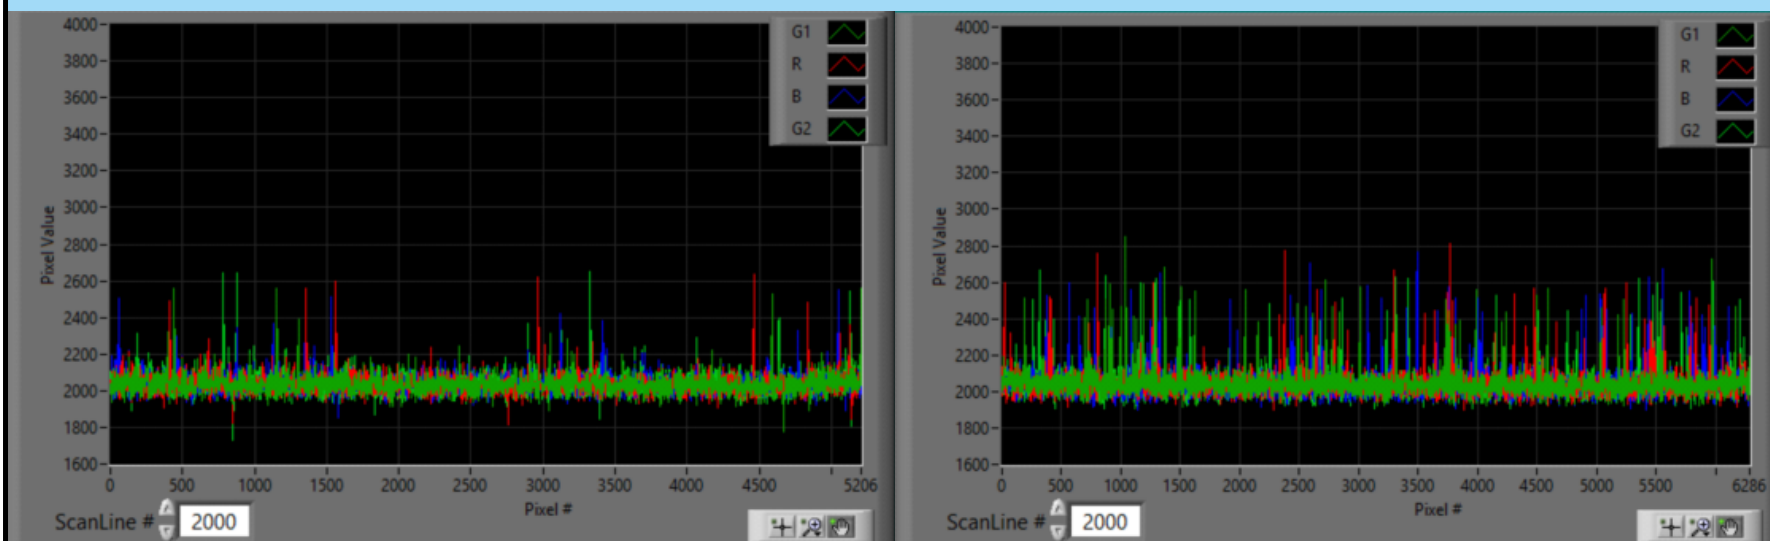 4000
3800
3600
3400
3200
3000
2800
2600
2400
2200
2000
1800
1600
Pixel Value
0 500 1000 1500 2000 2500 3000 3500 4000 4500 5206
Pixel #
G1
R
B
G2
ScanLine # 2000
4000
3800
3600
3400
3200
3000
2800
2600
2400
2200
2000
1800
1600
Pixel Value
0 500 1000 1500 2000 2500 3000 3500 4000 4500 5000 5500 6286
Pixel #
G1
R
B
G2
ScanLine # 2000